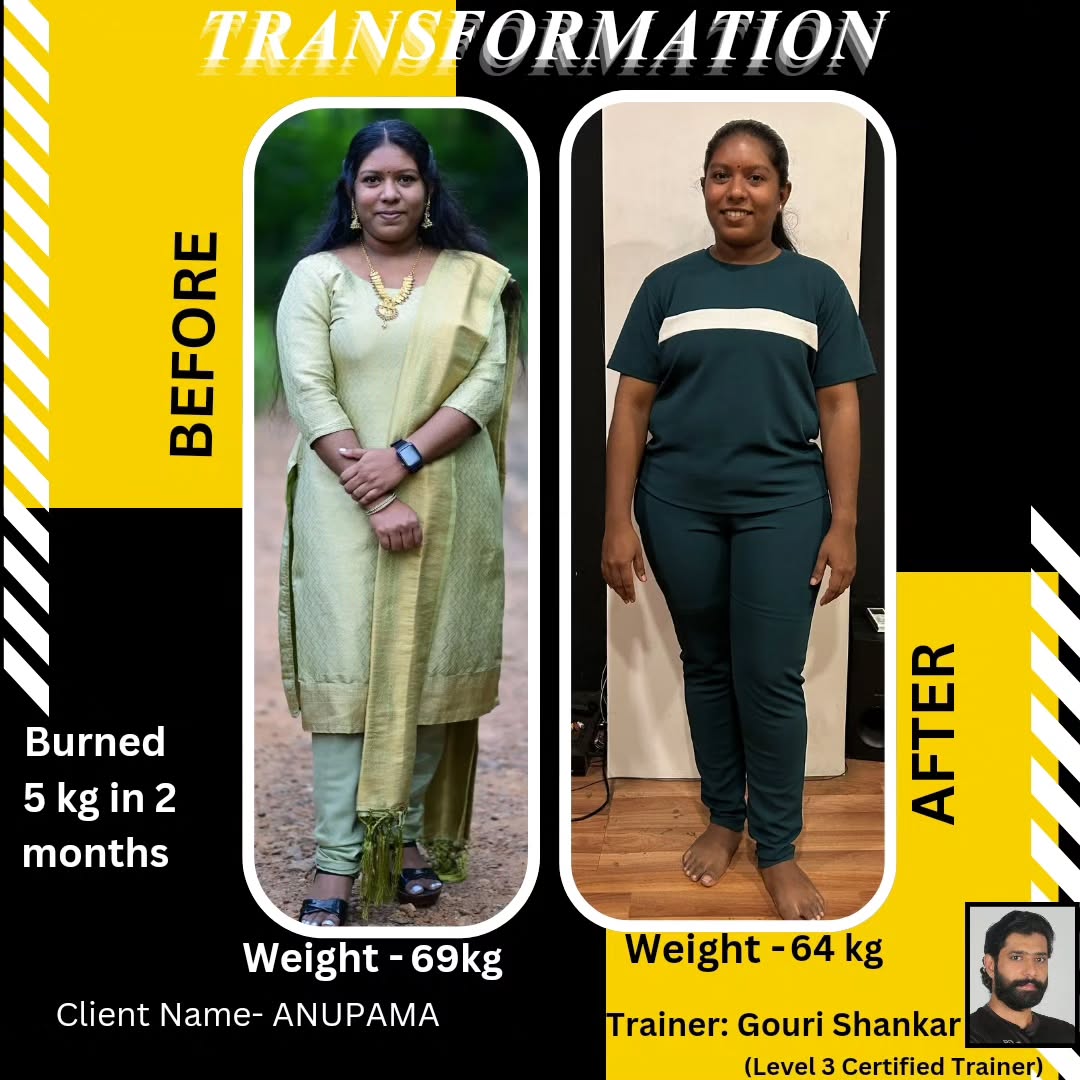 TRANSFORMATION
BEFORE
Burned
5 kg in 2
months
AFTER
Weight - 69kg
Weight - 64 kg
Client Name- ANUPAMA
Trainer: Gouri Shankar
(Level 3 Certified Trainer)